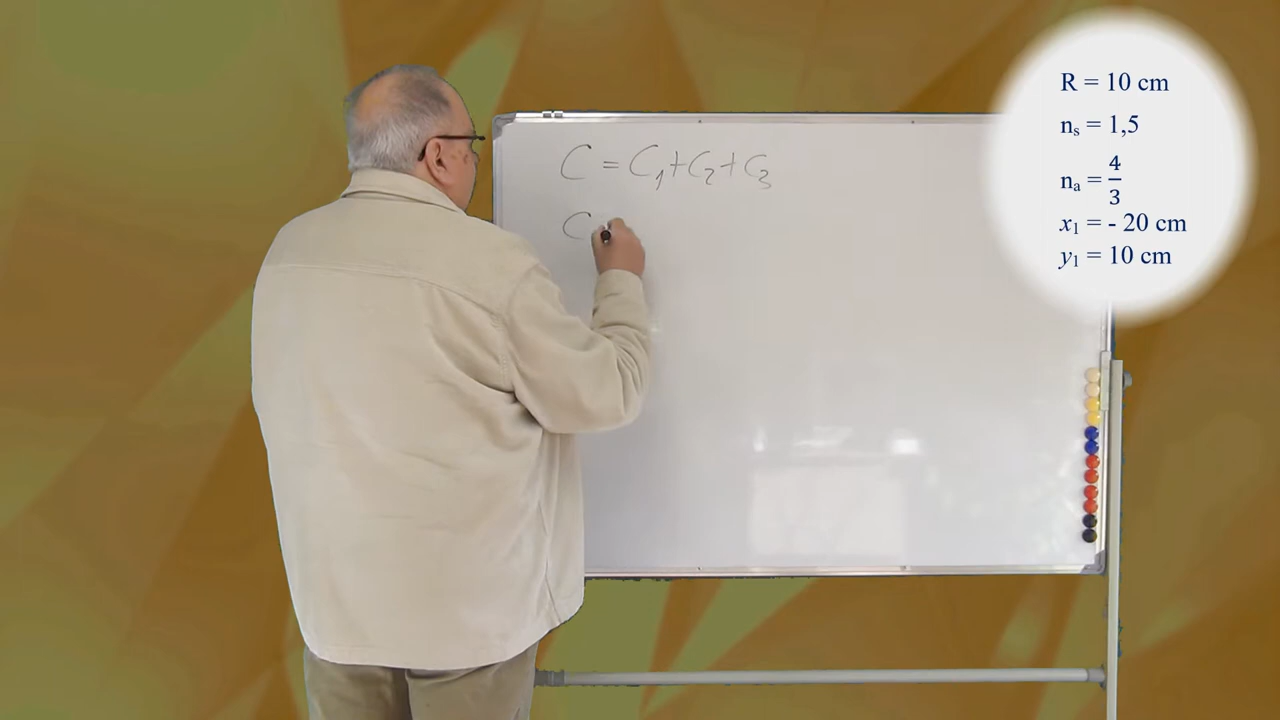 C = C₁+C₂+C₃
C
R = 10 cm
nₛ = 1,5
nₐ = 4/3
x₁ = - 20 cm
y₁ = 10 cm